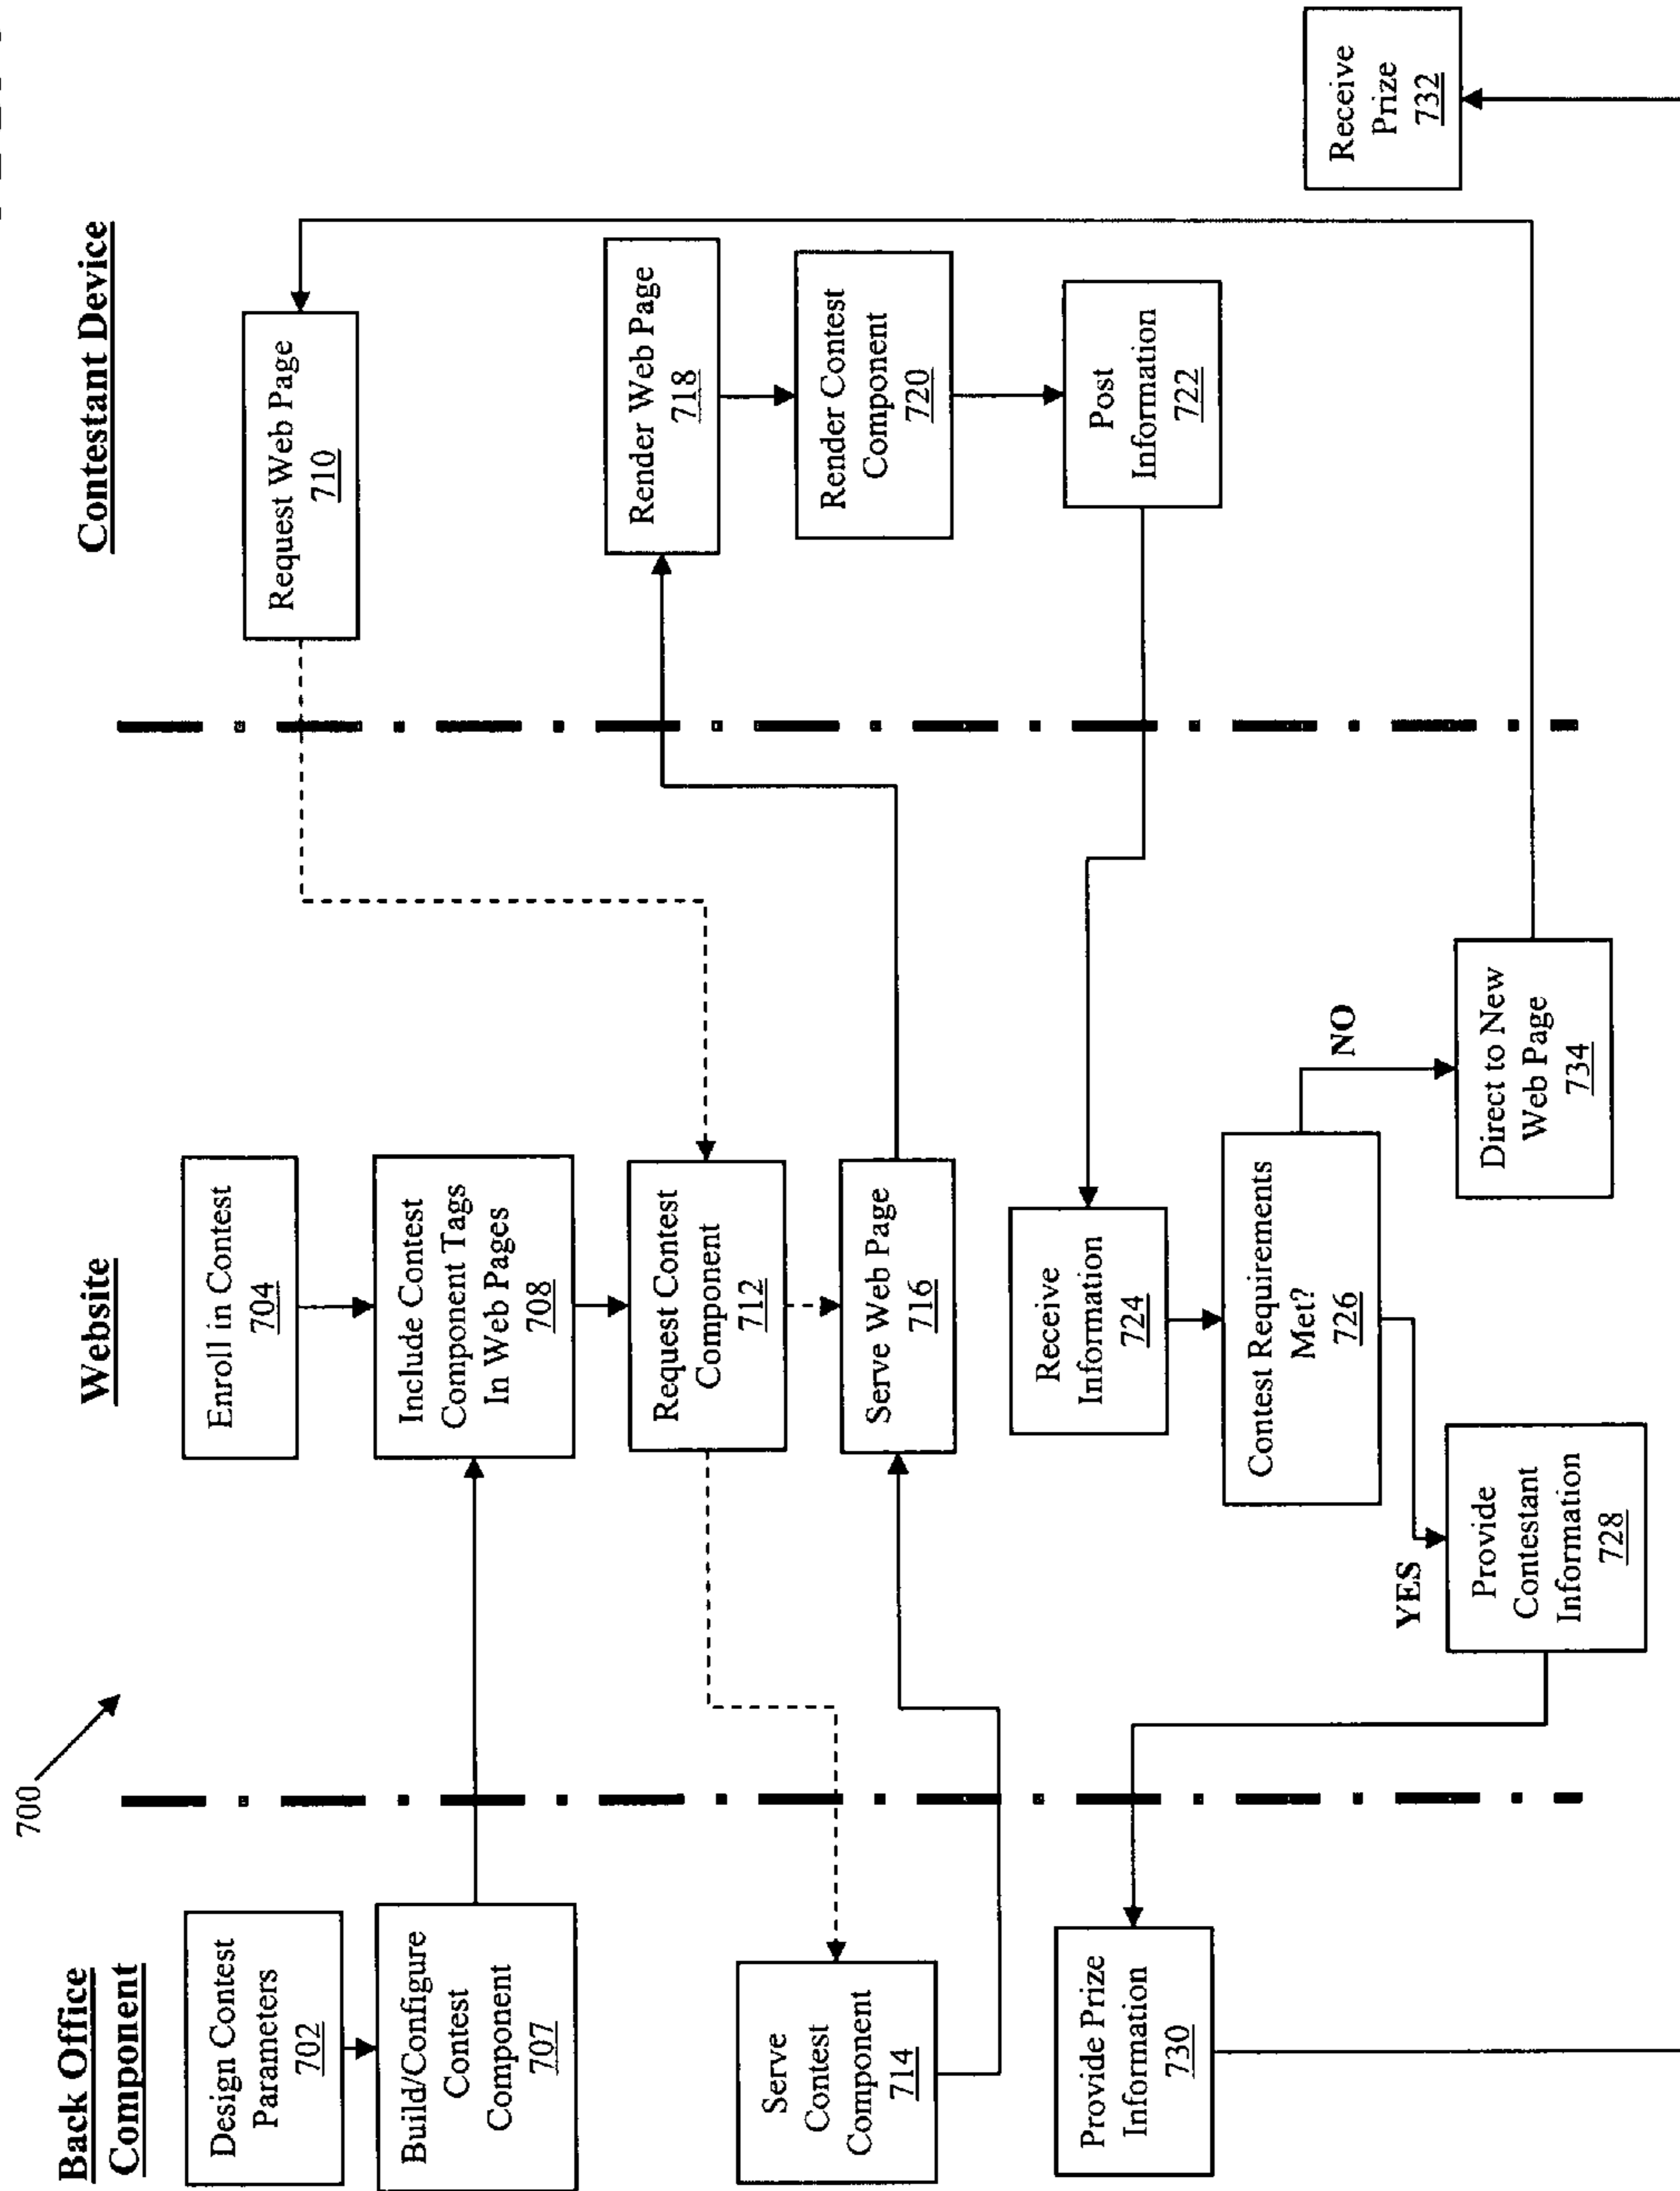 700
Back Office
Component
Website
Contestant Device
Design Contest
Parameters
702
Enroll in Contest
704
Request Web Page
710
Build/Configure
Contest
Component
707
Include Contest
Component Tags
In Web Pages
708
Request Contest
Component
712
Render Web Page
718
Serve
Contest
Component
714
Serve Web Page
716
Render Contest
Component
720
Post
Information
722
Provide Prize
Information
730
Receive
Information
724
Contest Requirements
Met?
726
YES
NO
Provide
Contestant
Information
728
Direct to New
Web Page
734
Receive
Prize
732